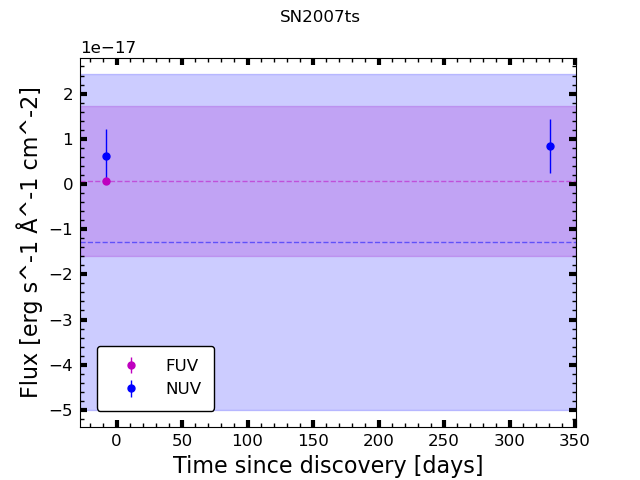 SN2007ts
1e−17
2
1
0
−1
−2
−3
−4
−5
Flux [erg s^-1 Å^-1 cm^-2]
FUV
NUV
0 50 100 150 200 250 300 350
Time since discovery [days]